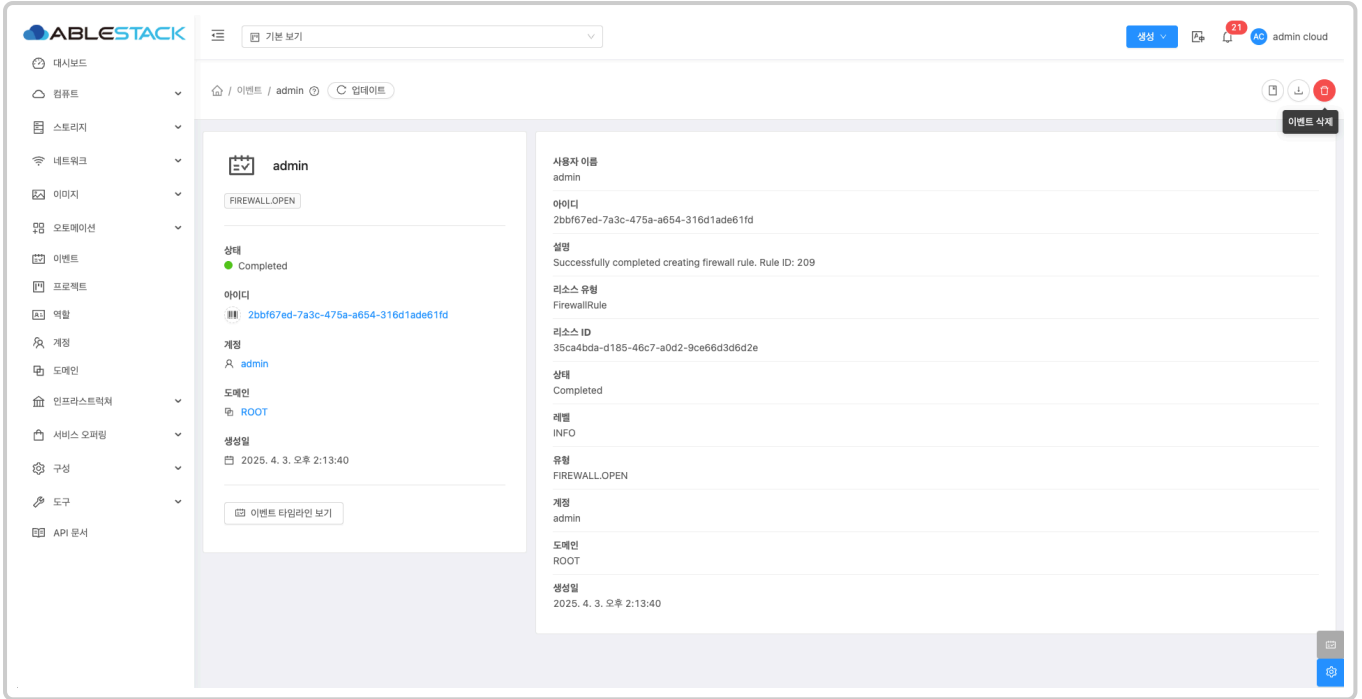 ABLESTACK
기본 보기
생성
21
AC
admin cloud
대시보드
컴퓨트
스토리지
네트워크
이미지
오토메이션
이벤트
프로젝트
역할
계정
도메인
인프라스트럭쳐
서비스 오퍼링
구성
도구
API 문서
/ 이벤트 / admin
업데이트
이벤트 삭제
admin
FIREWALL.OPEN
상태
Completed
아이디
2bbf67ed-7a3c-475a-a654-316d1ade61fd
계정
admin
도메인
ROOT
생성일
2025. 4. 3. 오후 2:13:40
이벤트 타임라인 보기
사용자 이름
admin
아이디
2bbf67ed-7a3c-475a-a654-316d1ade61fd
설명
Successfully completed creating firewall rule. Rule ID: 209
리소스 유형
FirewallRule
리소스 ID
35ca4bda-d185-46c7-a0d2-9ce66d3d6d2e
상태
Completed
레벨
INFO
유형
FIREWALL.OPEN
계정
admin
도메인
ROOT
생성일
2025. 4. 3. 오후 2:13:40